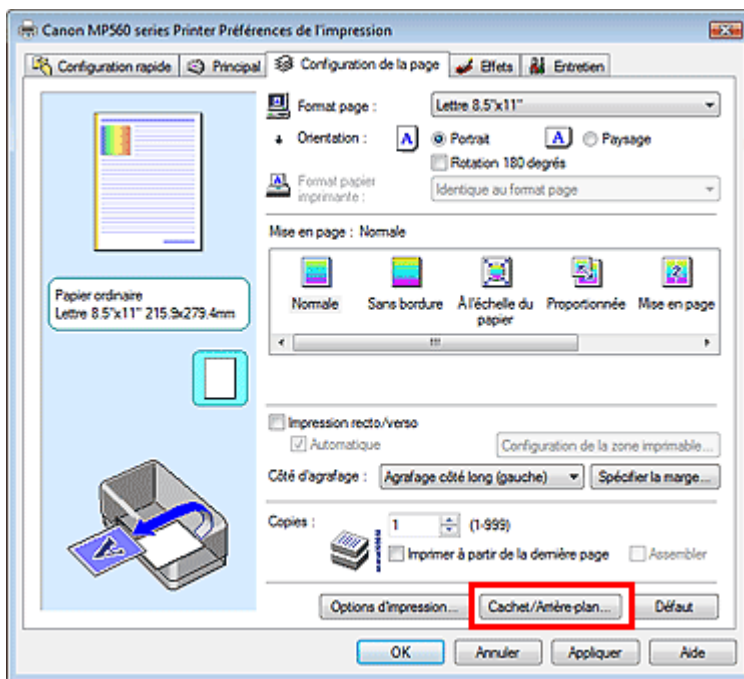 Canon MP560 series Printer Préférences de l'impression
Configuration rapide Principal Configuration de la page Effets Entretien
Format page : Lettre 8.5"x11"
Orientation : A Portrait A Paysage
Rotation 180 degrés
Format papier imprimante : Identique au format page
Mise en page : Normale
Normale Sans bordure À l'échelle du papier Proportionnée Mise en page
Papier ordinaire
Lettre 8.5"x11" 215.9x279.4mm
Impression recto/verso
Automatique Configuration de la zone imprimable...
Côté d'agrafage : Agrafage côté long (gauche) Spécifier la marge...
Copies : 1 (1-999)
Imprimer à partir de la dernière page Assembler
Options d'impression... Cachet/Arrière-plan... Défaut
OK Annuler Appliquer Aide